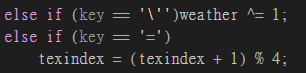 else if (key == '\'')weather ^= 1;
else if (key == '=')
texindex = (texindex + 1) % 4;